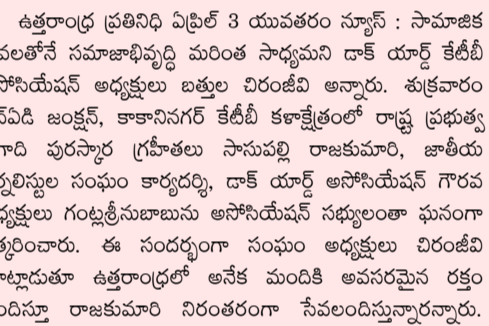 ఉత్తరాంధ్ర ప్రతినిధి ఏప్రిల్ 3 యువతరం న్యూస్ : సామాజిక
వలతోనే సమాజాభివృద్ధి మరింత సాధ్యమని డాక్ యార్డ్ కేటీబీ
సోసియేషన్ అధ్యక్షులు బత్తుల చిరంజీవి అన్నారు. శుక్రవారం
న్ఏడి జంక్షన్, కాకానినగర్ కేటీబీ కళాక్షేత్రంలో రాష్ట్ర ప్రభుత్వ
గాది పురస్కార గ్రహీతలు సాసుపల్లి రాజకుమారి, జాతీయ
ర్నలిస్టుల సంఘం కార్యదర్శి, డాక్ యార్డ్ అసోసియేషన్ గౌరవ
ధ్యక్షులు గంట్లశ్రీనుబాబును అసోసియేషన్ సభ్యులంతా ఘనంగా
త్కరించారు. ఈ సందర్భంగా సంఘం అధ్యక్షులు చిరంజీవి
ాట్లాడుతూ ఉత్తరాంధ్రలో అనేక మందికి అవసరమైన రక్తం
ందిస్తూ రాజకుమారి నిరంతరంగా సేవలందిస్తున్నారన్నారు.